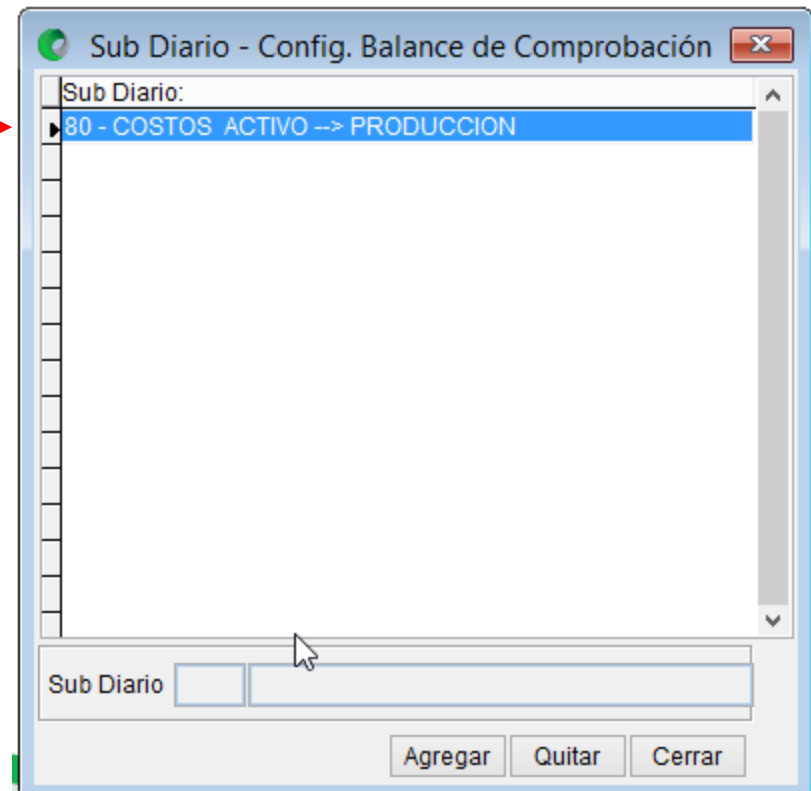 Sub Diario - Config. Balance de Comprobación
Sub Diario:
80 - COSTOS ACTIVO --> PRODUCCION
Sub Diario
Agregar Quitar Cerrar